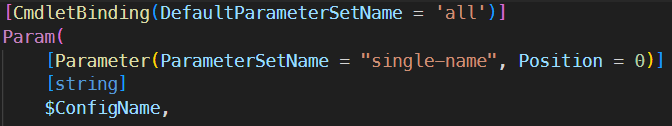 [CmdletBinding(DefaultParameterSetName = 'all')]
Param(
    [Parameter(ParameterSetName = "single-name", Position = 0)]
    [string]
    $ConfigName,